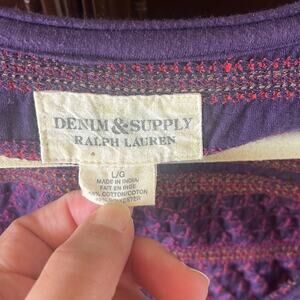 DENIM & SUPPLY
RALPH LAUREN
L/G
MADE IN INDIA
FAIT EN INDE
COTTON/COTON
POLYESTER